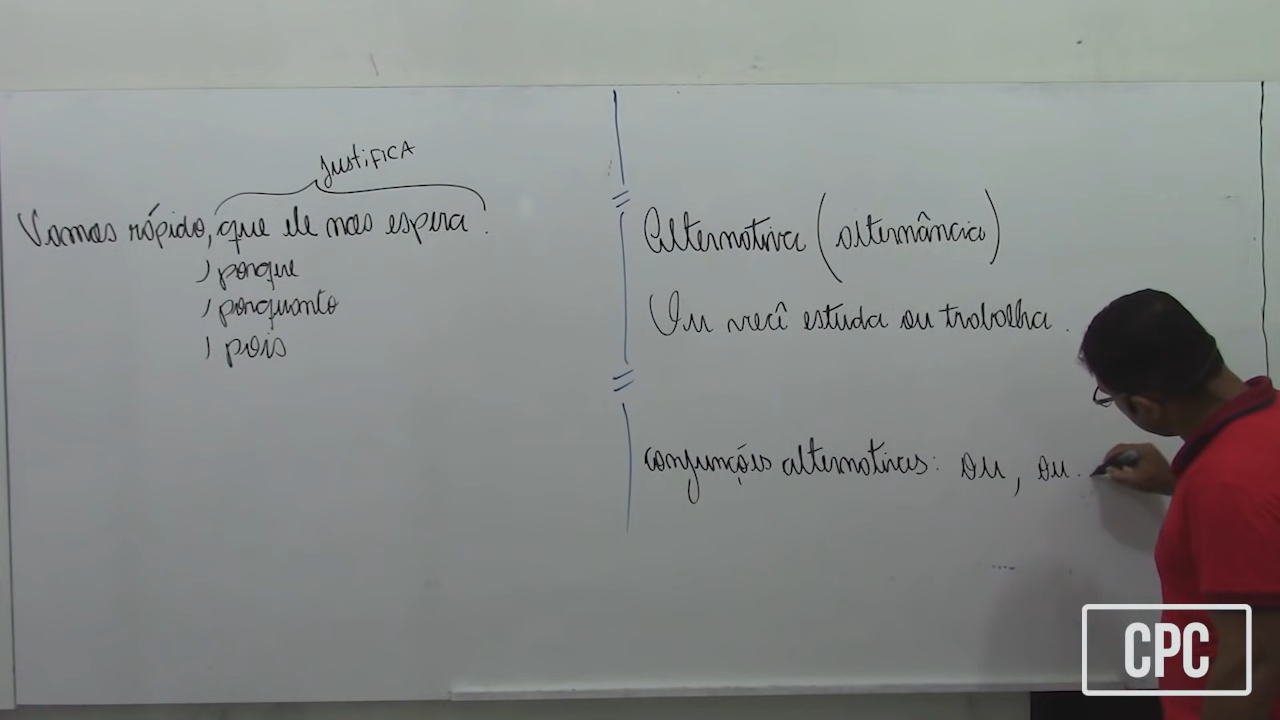 JUSTIFICA
Vamos rápido, que ele nos espera.
, porque
, porquanto
, pois
Alternativa (alternância)
Ou você estuda ou trabalha.
conjunções alternativas: ou, ou.
CPC